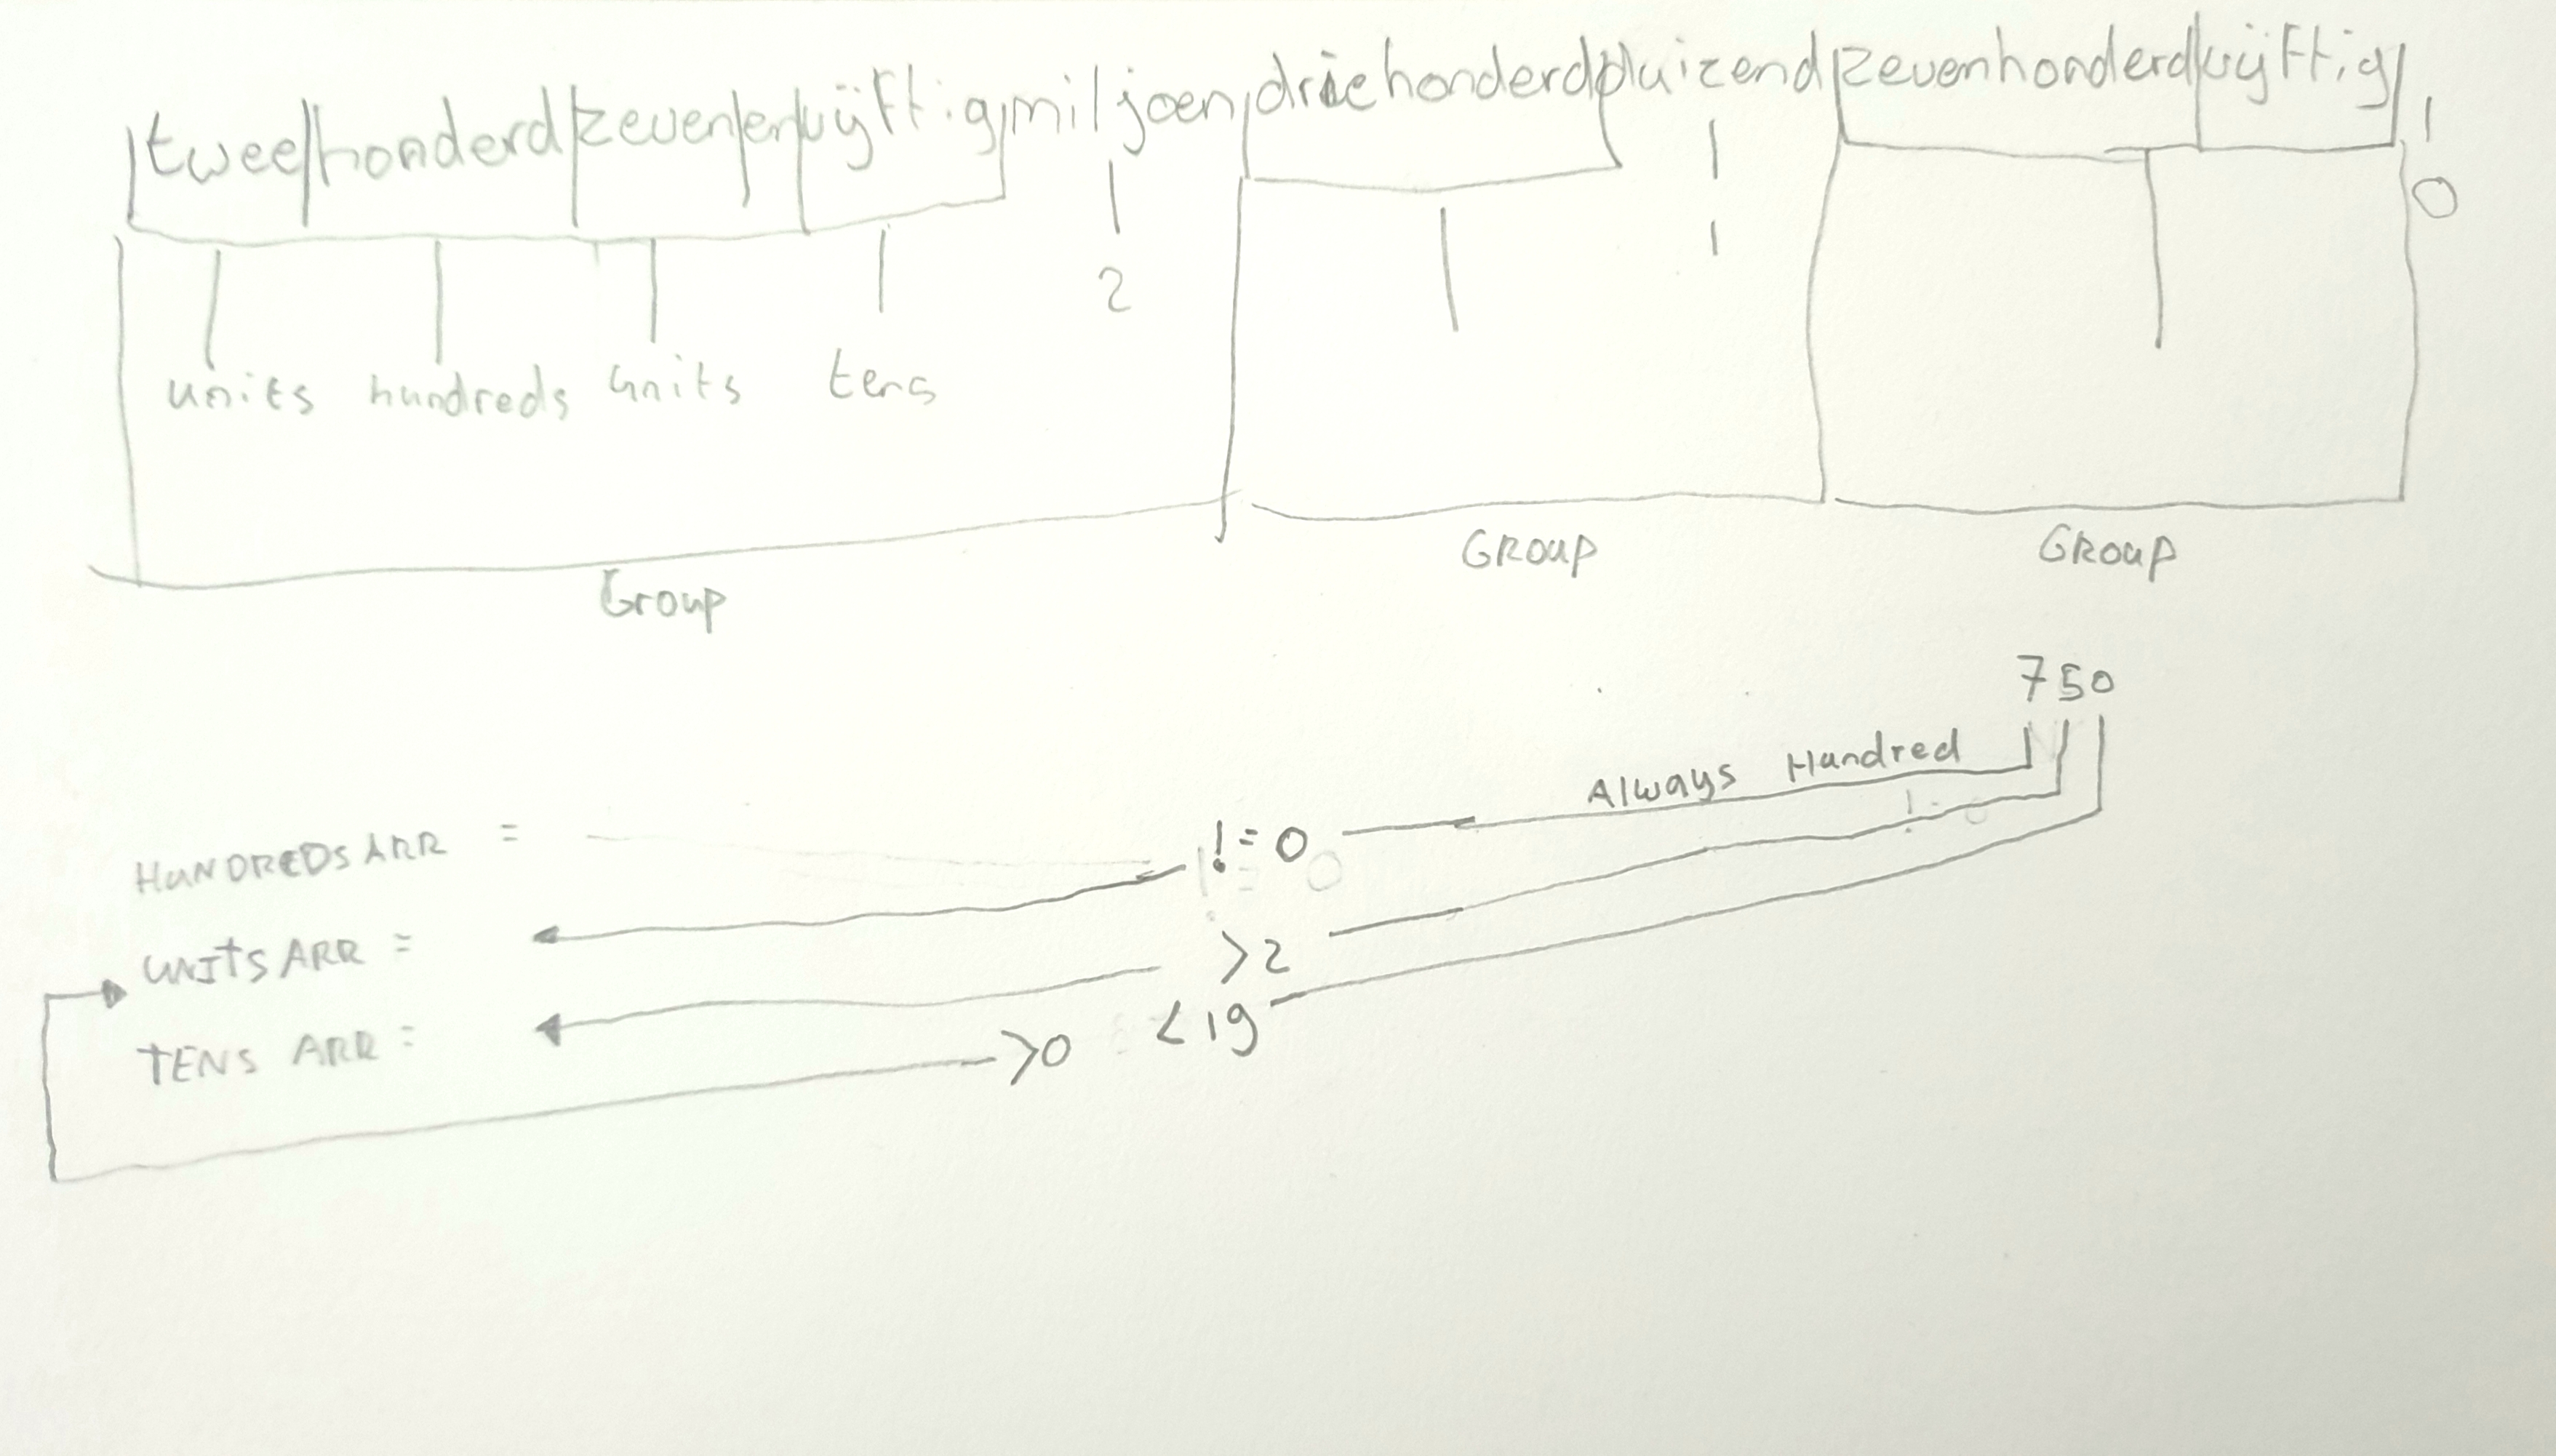 tweehonderdzevenenvijftigmiljoendriehonderdduizendzevenhonderdvijftig
2 1 0
units hundreds units tens
Group GROUP GROUP
750
Always Hundred
HUNDREDS ARR = != 0
UNITS ARR = >2
TENS ARR = >0 <19